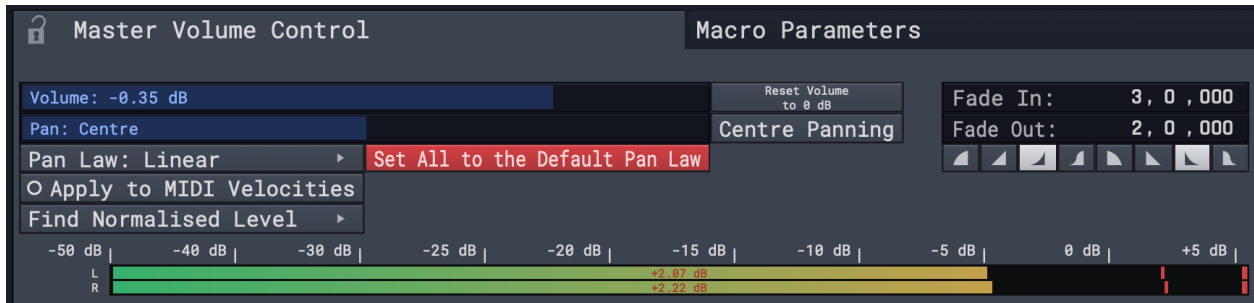 Master Volume Control
Macro Parameters
Volume: -0.35 dB
Reset Volume
to 0 dB
Fade In: 3, 0 ,000
Pan: Centre
Centre Panning
Fade Out: 2, 0 ,000
Pan Law: Linear
Set All to the Default Pan Law
Apply to MIDI Velocities
Find Normalised Level
-50 dB -40 dB -30 dB -25 dB -20 dB -15 dB -10 dB -5 dB 0 dB +5 dB
L +2.07 dB
R +2.22 dB